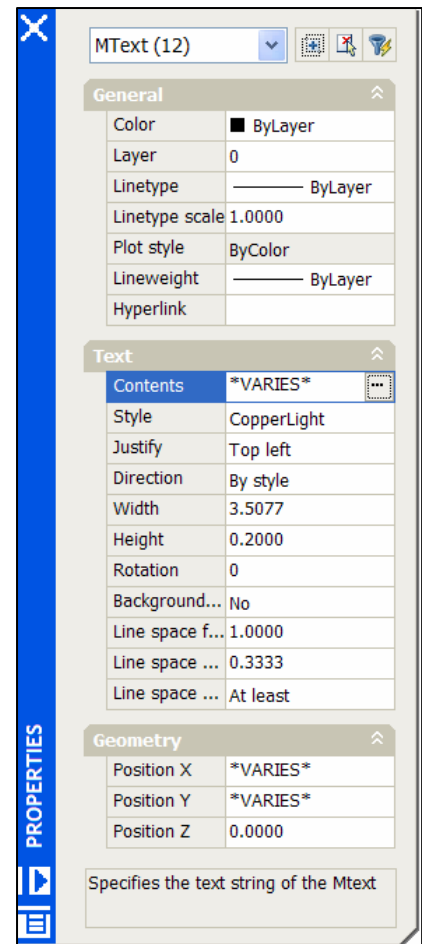 MText (12)
General
Color ByLayer
Layer 0
Linetype ByLayer
Linetype scale 1.0000
Plot style ByColor
Lineweight ByLayer
Hyperlink
Text
Contents *VARIES* ...
Style CopperLight
Justify Top left
Direction By style
Width 3.5077
Height 0.2000
Rotation 0
Background... No
Line space f... 1.0000
Line space ... 0.3333
Line space ... At least
Geometry
Position X *VARIES*
Position Y *VARIES*
Position Z 0.0000
PROPERTIES
Specifies the text string of the Mtext